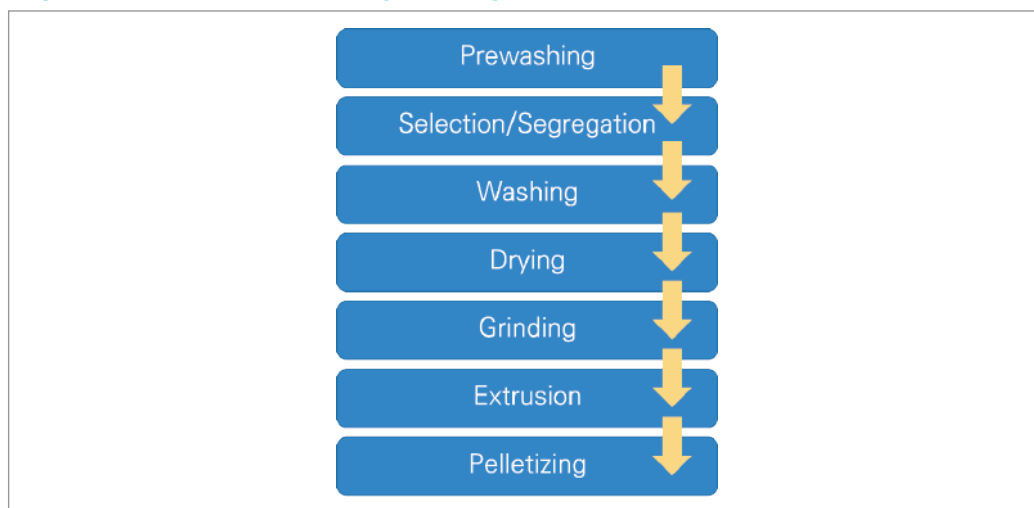 Prewashing
Selection/Segregation
Washing
Drying
Grinding
Extrusion
Pelletizing